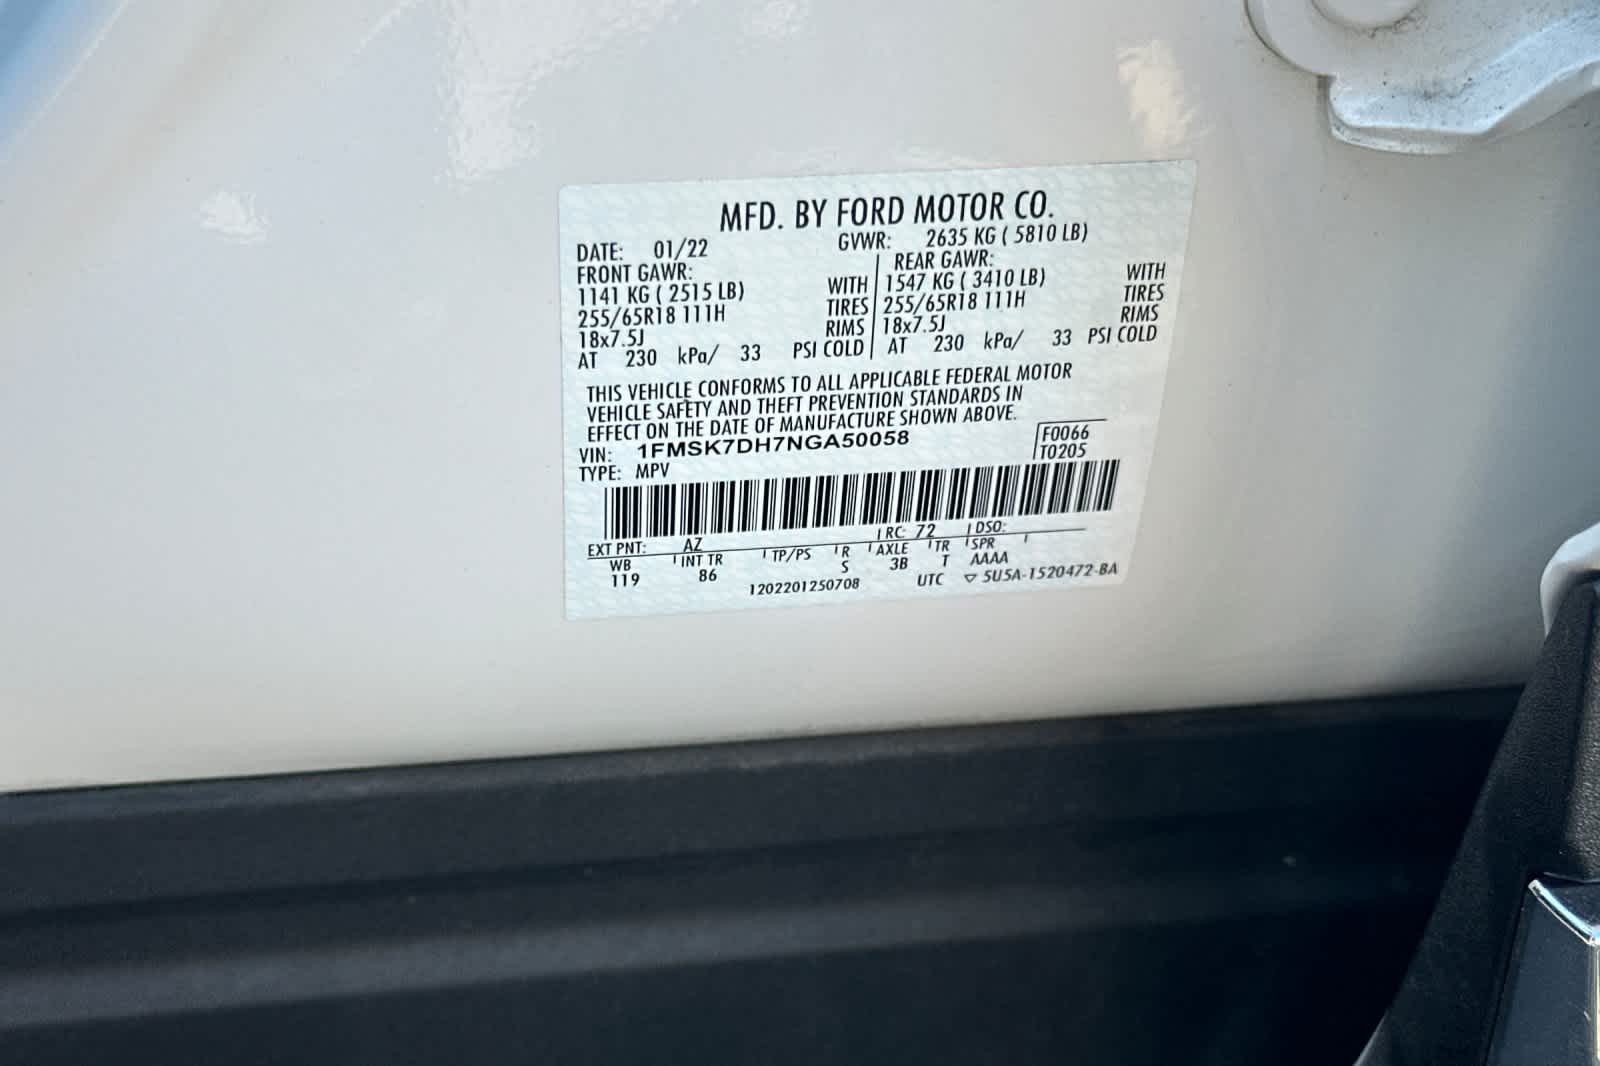 MFD. BY FORD MOTOR CO.
DATE: 01/22 GVWR: 2635 KG ( 5810 LB)
FRONT GAWR: REAR GAWR:
1141 KG ( 2515 LB) WITH 1547 KG ( 3410 LB) WITH
255/65R18 111H TIRES 255/65R18 111H TIRES
18x7.5J RIMS 18x7.5J RIMS
AT 230 kPa/ 33 PSI COLD AT 230 kPa/ 33 PSI COLD
THIS VEHICLE CONFORMS TO ALL APPLICABLE FEDERAL MOTOR
VEHICLE SAFETY AND THEFT PREVENTION STANDARDS IN
EFFECT ON THE DATE OF MANUFACTURE SHOWN ABOVE.
VIN: 1FMSK7DH7NGA50058 F0066
TYPE: MPV T0205
EXT PNT: AZ RC: 72 DSO:
WB INT TR TP/PS R AXLE TR SPR
119 86 S 3B T AAAA
1202201250708 UTC ▽ 5U5A-1520472-BA